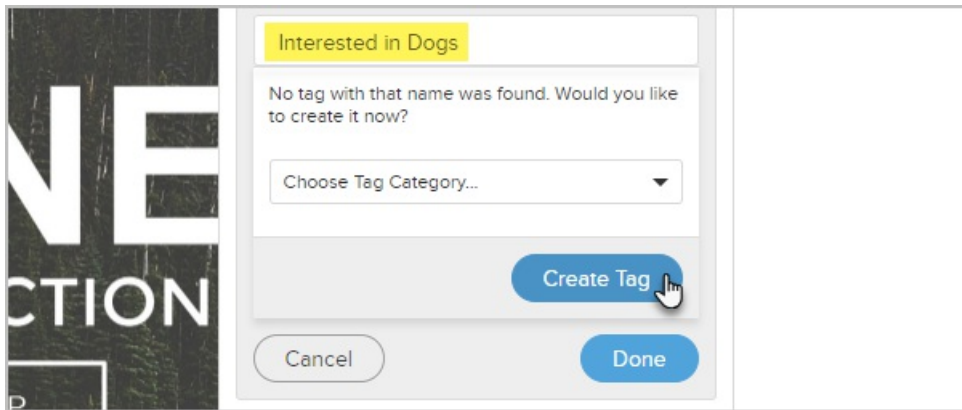 Interested in Dogs
No tag with that name was found. Would you like
to create it now?
Choose Tag Category...
Create Tag
Cancel
Done
NE
CTION
P